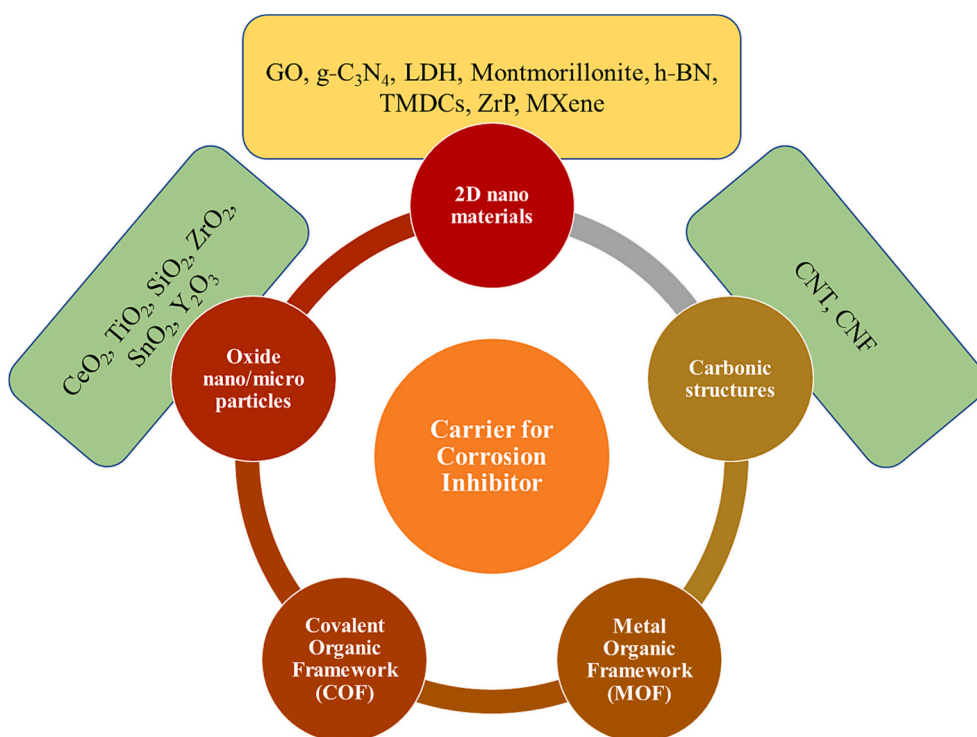 GO, g-C₃N₄, LDH, Montmorillonite, h-BN,
TMDCs, ZrP, MXene
2D nano
materials
CeO₂, TiO₂, SiO₂, ZrO₂,
SnO₂, Y₂O₃
Oxide
nano/micro
particles
CNT, CNF
Carbonic
structures
Carrier for
Corrosion
Inhibitor
Covalent
Organic
Framework
(COF)
Metal
Organic
Framework
(MOF)